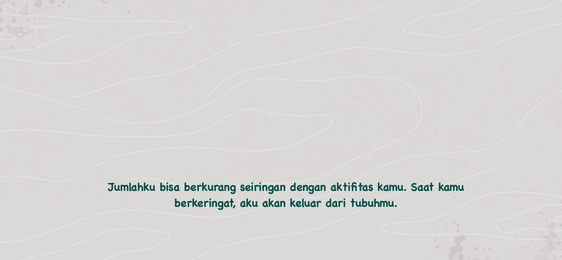 Jumlahku bisa berkurang seiringan dengan aktifitas kamu. Saat kamu
berkeringat, aku akan keluar dari tubuhmu.